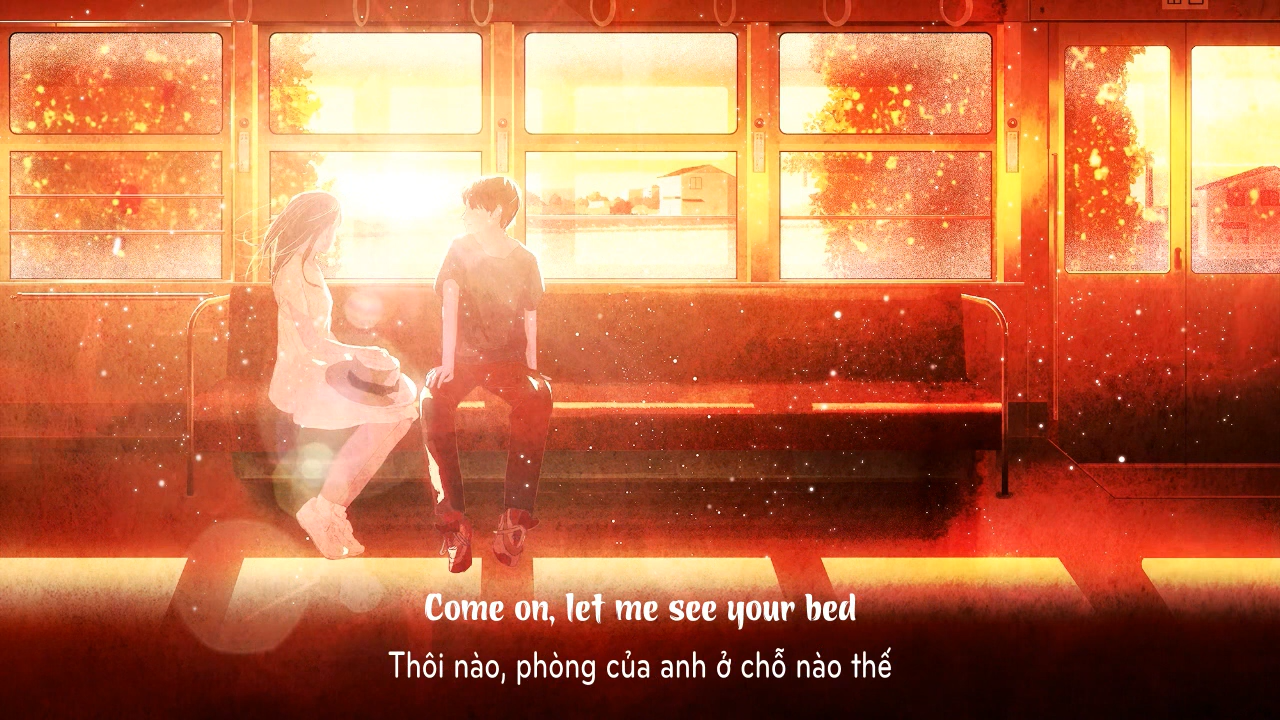 Come on, let me see your bed
Thôi nào, phòng của anh ở chỗ nào thế